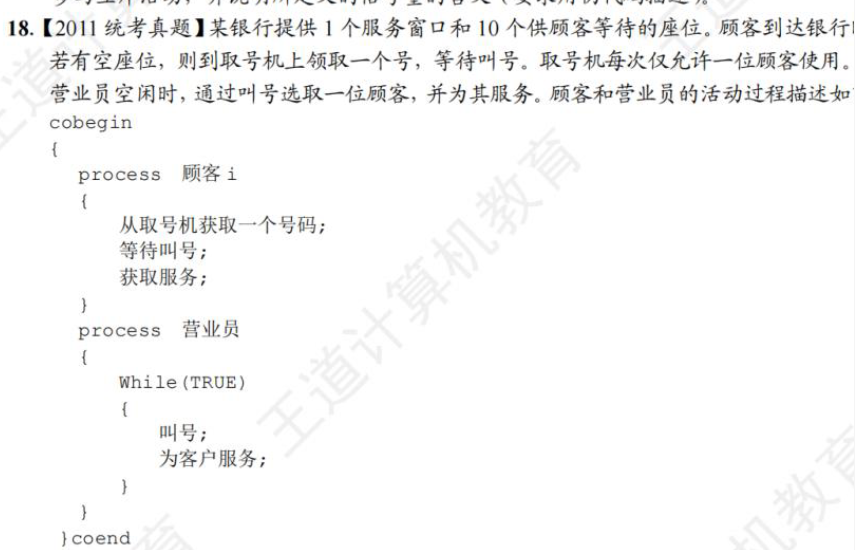 18.【2011 统考真题】某银行提供 1 个服务窗口和 10 个供顾客等待的座位。顾客到达银行
若有空座位，则到取号机上领取一个号，等待叫号。取号机每次仅允许一位顾客使用。
营业员空闲时，通过叫号选取一位顾客，并为其服务。顾客和营业员的活动过程描述如
cobegin
{
process 顾客 i
{
从取号机获取一个号码;
等待叫号;
获取服务;
}
process 营业员
{
While(TRUE)
{
叫号;
为客户服务;
}
}
}coend
王道计算机教育